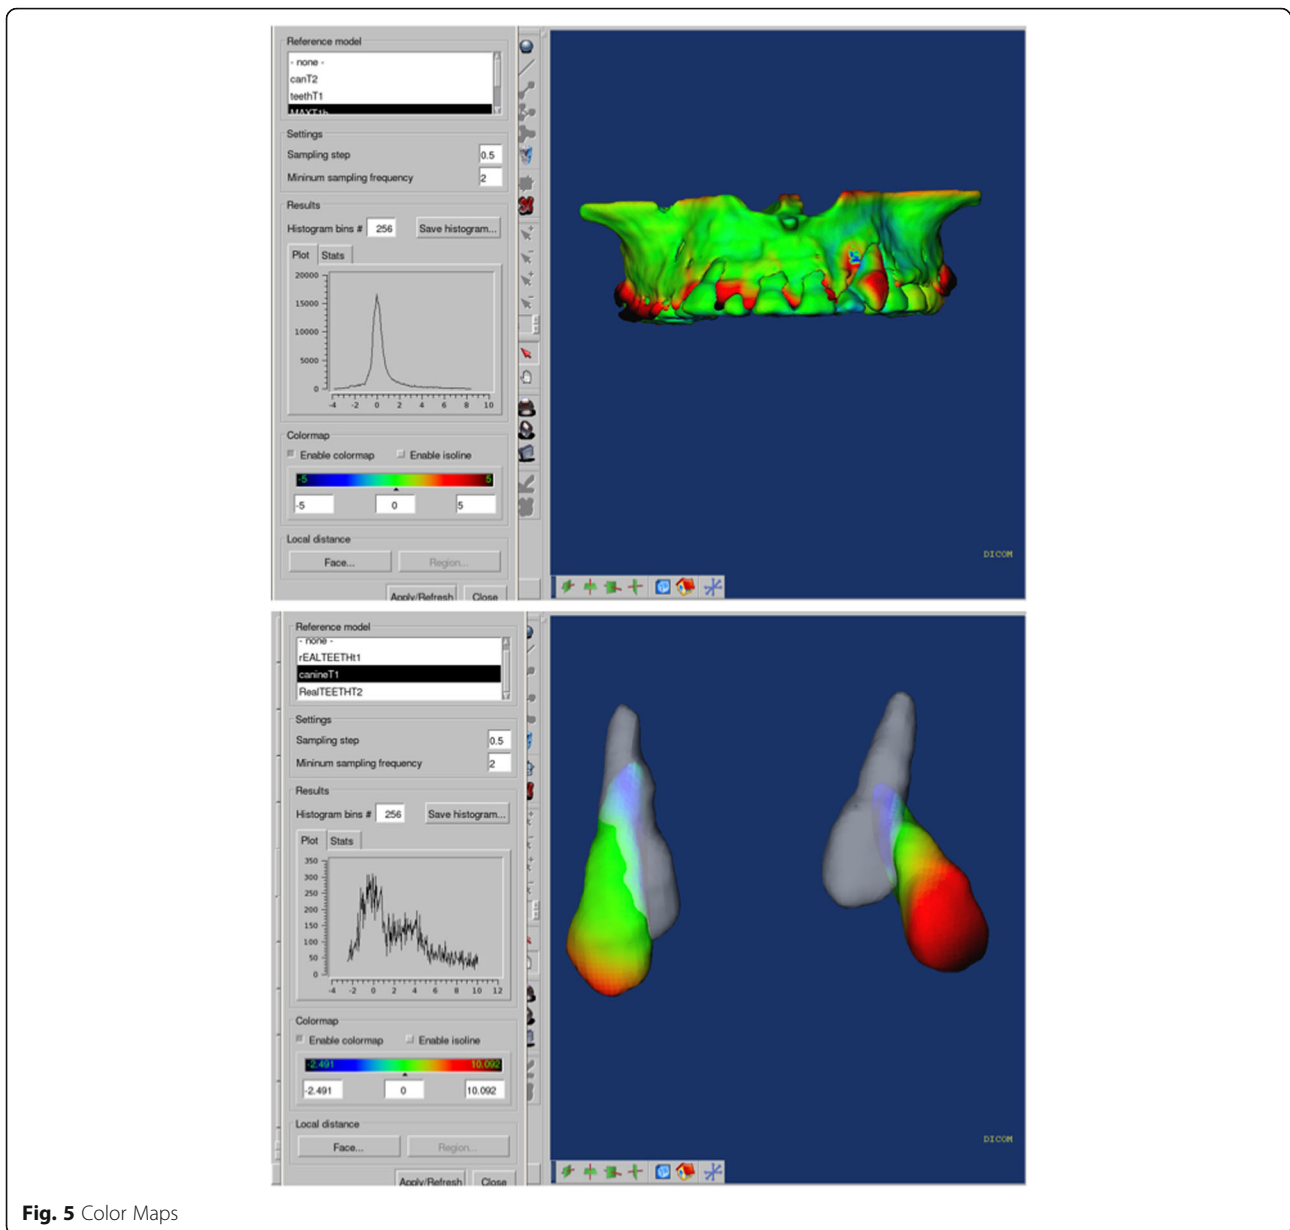 Reference model
- none -
canT2
teethT1
MAXT1b
Settings
Sampling step 0.5
Mininum sampling frequency 2
Results
Histogram bins # 256 Save histogram...
Plot Stats
20000
15000
10000
5000
0
-4 -2 0 2 4 6 8 10
Colormap
Enable colormap Enable isoline
-5 5
-5 0 5
Local distance
Face... Region...
Apply/Refresh Close
DICOM
Reference model
- none -
rEALTEETHt1
canineT1
RealTEETHT2
Settings
Sampling step 0.5
Mininum sampling frequency 2
Results
Histogram bins # 256 Save histogram...
Plot Stats
350
300
250
200
150
100
50
0
-4 -2 0 2 4 6 8 10 12
Colormap
Enable colormap Enable isoline
-2.491 10.092
-2.491 0 10.092
Local distance
Face... Region...
Apply/Refresh Close
DICOM
Fig. 5 Color Maps